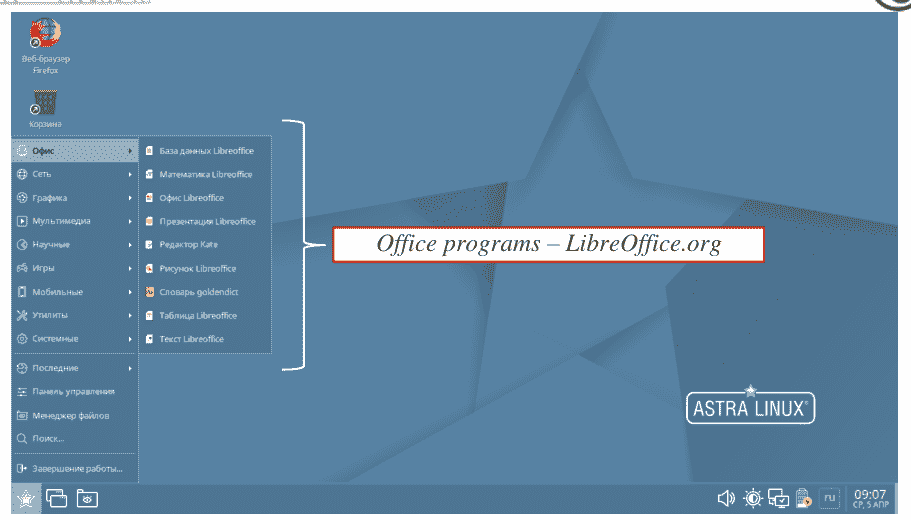 Веб-браузер
Firefox
Корзина
Офис
Сеть
Графика
Мультимедиа
Научные
Игры
Мобильные
Утилиты
Системные
Последние
Панель управления
Менеджер файлов
Поиск...
Завершение работы...
База данных Libreoffice
Математика Libreoffice
Офис Libreoffice
Презентация Libreoffice
Редактор Kate
Рисунок Libreoffice
Словарь goldendict
Таблица Libreoffice
Текст Libreoffice
Office programs – LibreOffice.org
ASTRA LINUX®
ru
09:07
СР, 5 АПР